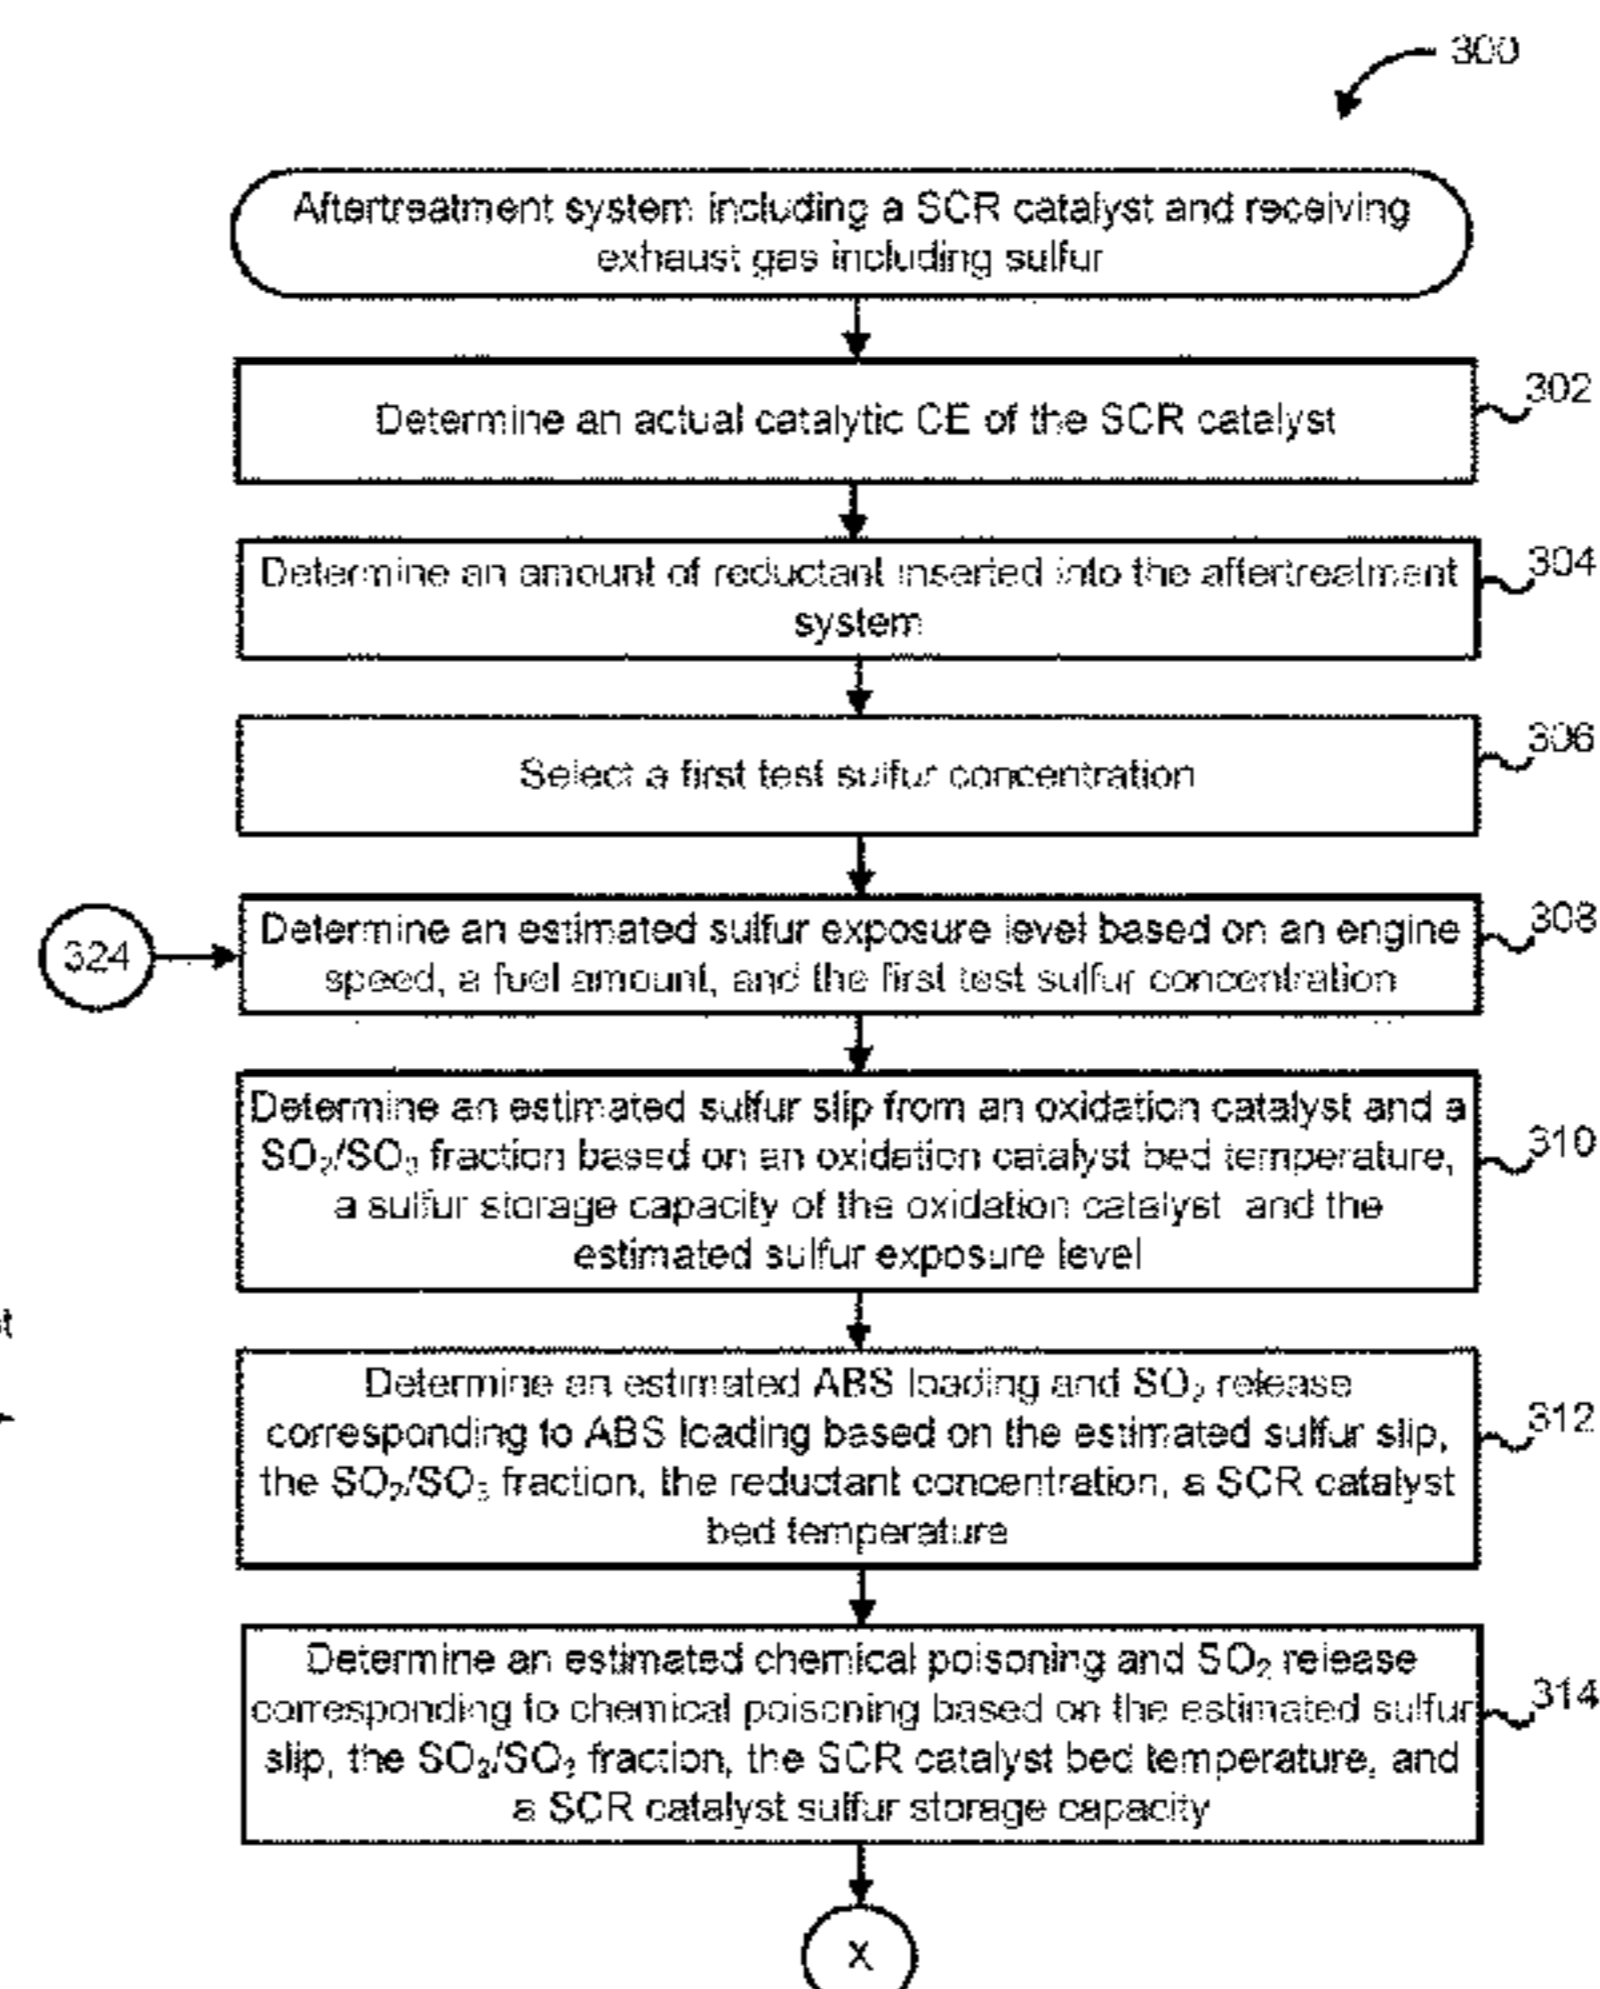 300
Aftertreatment system including a SCR catalyst and receiving
exhaust gas including sulfur
Determine an actual catalytic CE of the SCR catalyst
302
Determine an amount of reductant inserted into the aftertreatment
system
304
Select a first test sulfur concentration
306
324
Determine an estimated sulfur exposure level based on an engine
speed, a fuel amount, and the first test sulfur concentration
308
Determine an estimated sulfur slip from an oxidation catalyst and a
SO₂/SO₃ fraction based on an oxidation catalyst bed temperature,
a sulfur storage capacity of the oxidation catalyst and the
estimated sulfur exposure level
310
Determine an estimated ABS loading and SO₂ release
corresponding to ABS loading based on the estimated sulfur slip,
the SO₂/SO₃ fraction, the reductant concentration, a SCR catalyst
bed temperature
312
Determine an estimated chemical poisoning and SO₂ release
corresponding to chemical poisoning based on the estimated sulfur
slip, the SO₂/SO₃ fraction, the SCR catalyst bed temperature, and
a SCR catalyst sulfur storage capacity
314
X